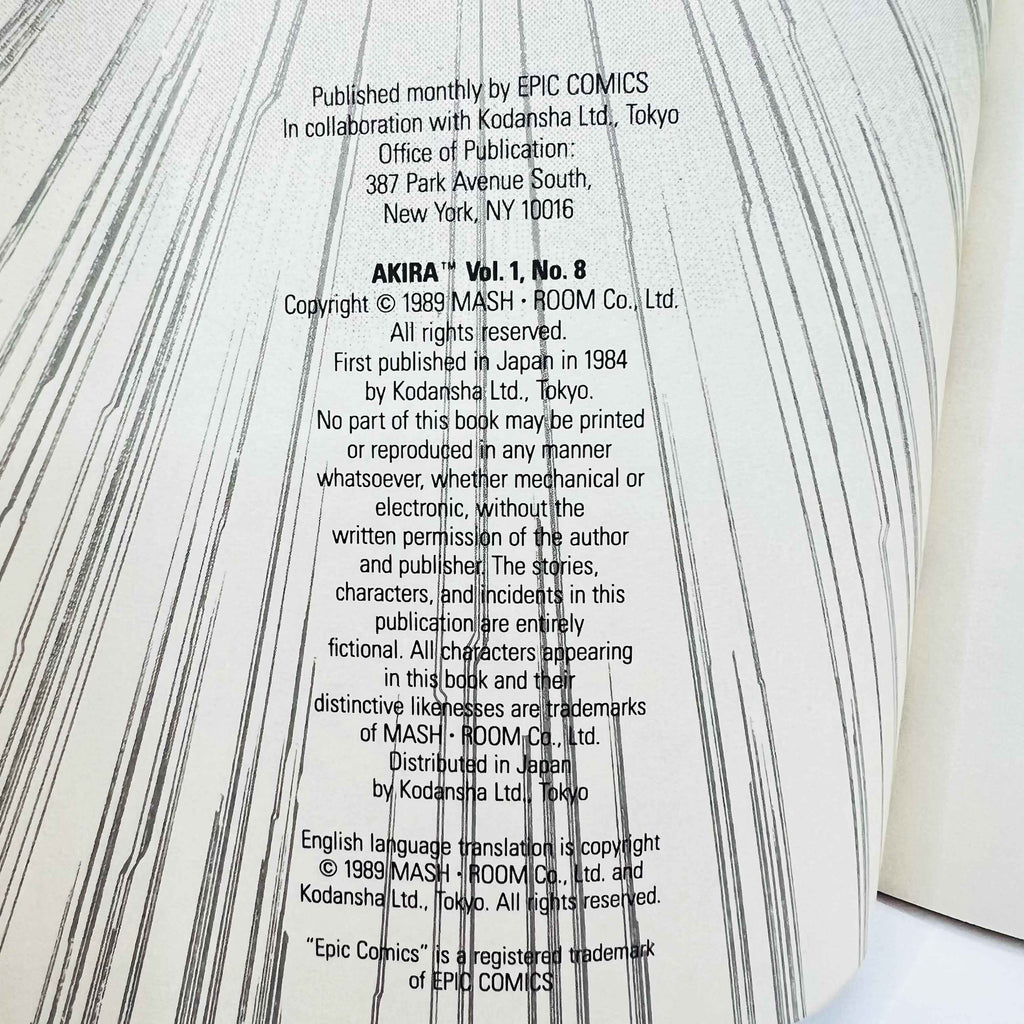 Published monthly by EPIC COMICS
In collaboration with Kodansha Ltd., Tokyo
Office of Publication:
387 Park Avenue South,
New York, NY 10016
AKIRA™ Vol. 1, No. 8
Copyright © 1989 MASH · ROOM Co., Ltd.
All rights reserved.
First published in Japan in 1984
by Kodansha Ltd., Tokyo.
No part of this book may be printed
or reproduced in any manner
whatsoever, whether mechanical or
electronic, without the
written permission of the author
and publisher. The stories,
characters, and incidents in this
publication are entirely
fictional. All characters appearing
in this book and their
distinctive likenesses are trademarks
of MASH · ROOM Co., Ltd.
Distributed in Japan
by Kodansha Ltd., Tokyo
English language translation is copyright
© 1989 MASH · ROOM Co., Ltd. and
Kodansha Ltd., Tokyo. All rights reserved.
"Epic Comics" is a registered trademark
of EPIC COMICS